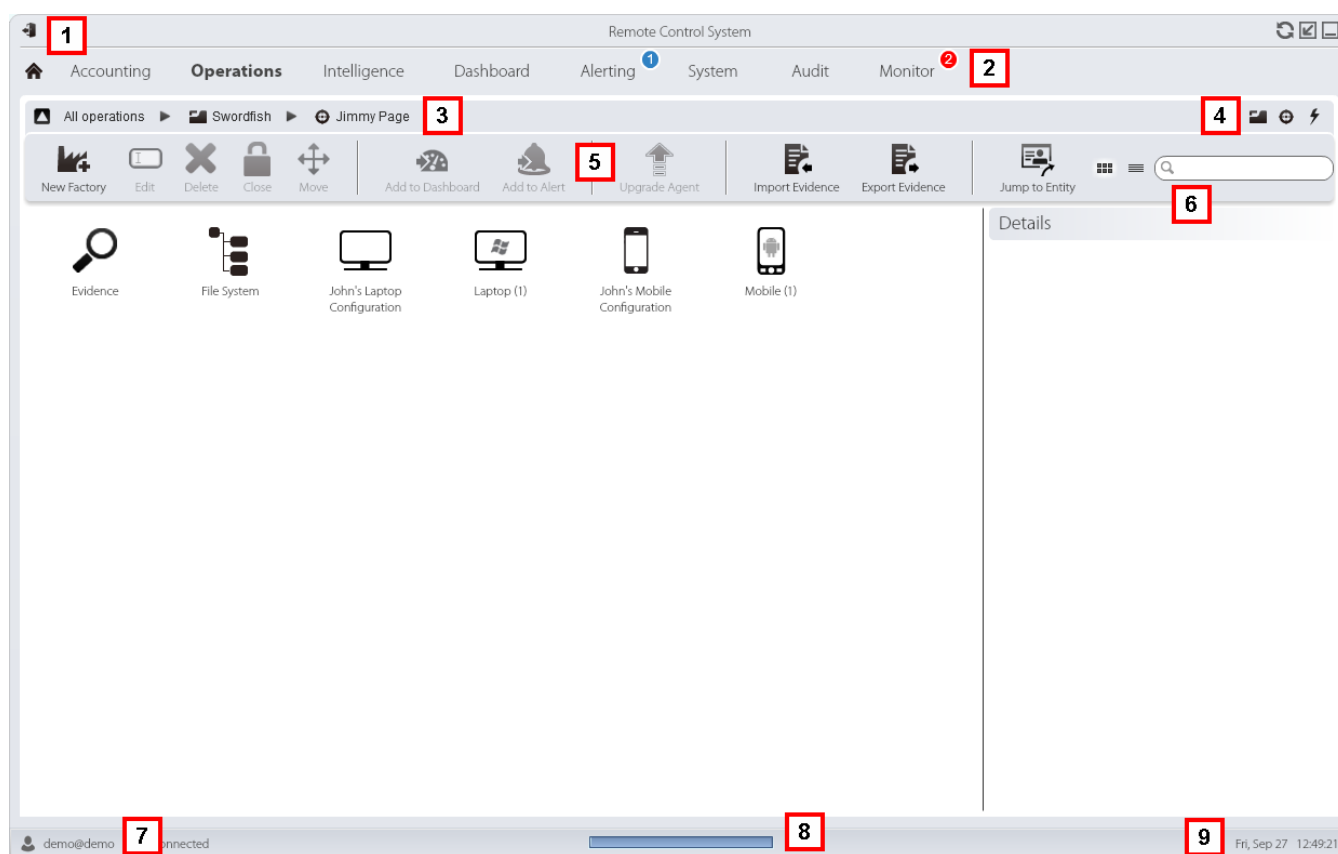 1
Remote Control System
Accounting Operations Intelligence Dashboard Alerting 1 System Audit Monitor 2 2
All operations Swordfish Jimmy Page 3 4
New Factory Edit Delete Close Move Add to Dashboard Add to Alert 5 Upgrade Agent Import Evidence Export Evidence Jump to Entity 6
Details
Evidence File System John's Laptop Configuration Laptop (1) John's Mobile Configuration Mobile (1)
demo@demo 7 8 9 Fri, Sep 27 12:49:21